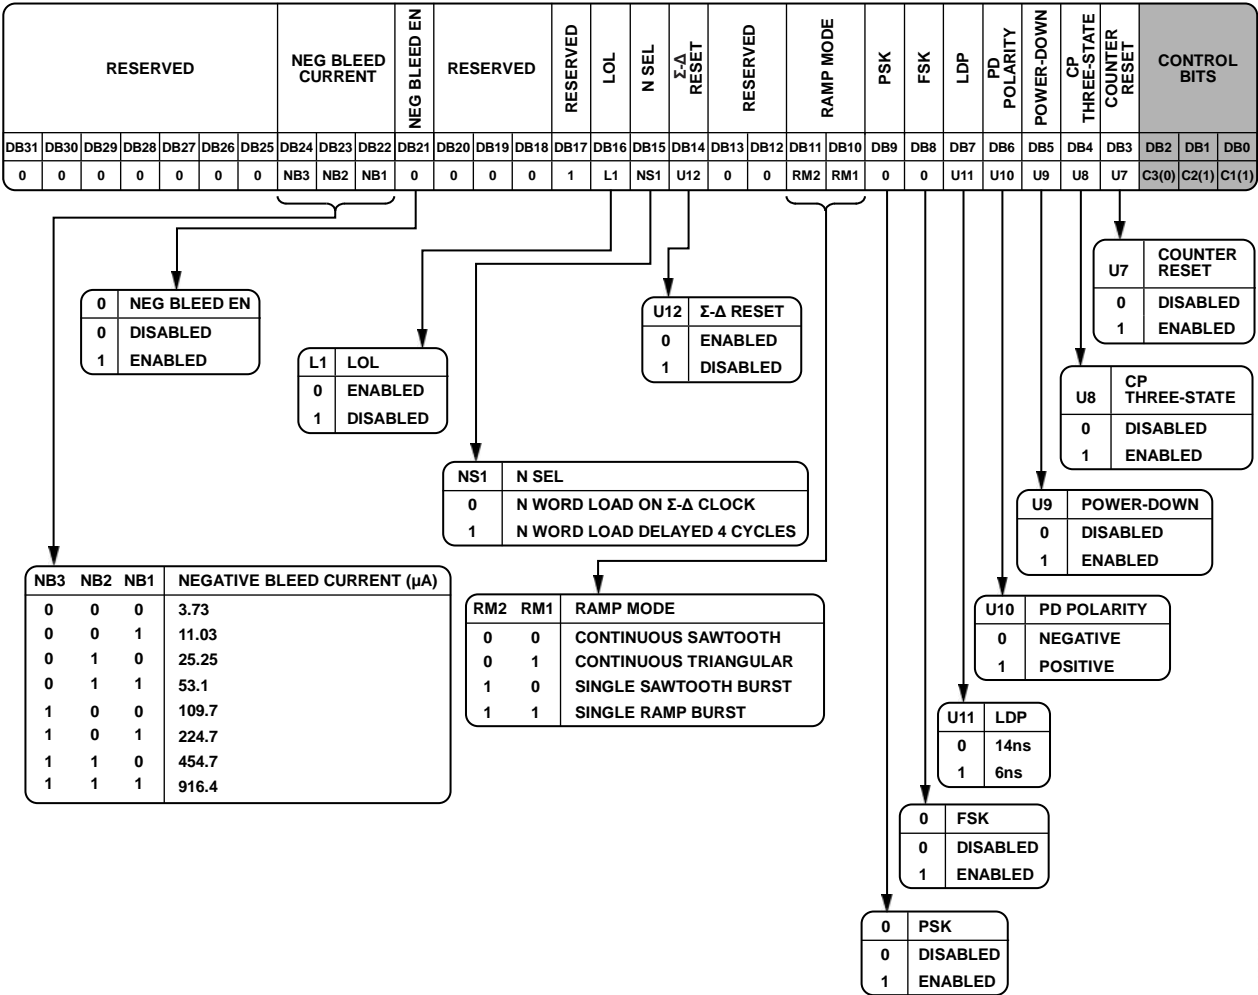 RESERVED
NEG BLEED
CURRENT
NEG BLEED EN
RESERVED
RESERVED
LOL
N SEL
Σ-Δ
RESET
RESERVED
RAMP MODE
PSK
FSK
LDP
PD
POLARITY
POWER-DOWN
CP
THREE-STATE
COUNTER
RESET
CONTROL
BITS
DB31 DB30 DB29 DB28 DB27 DB26 DB25 DB24 DB23 DB22 DB21 DB20 DB19 DB18 DB17 DB16 DB15 DB14 DB13 DB12 DB11 DB10 DB9 DB8 DB7 DB6 DB5 DB4 DB3 DB2 DB1 DB0
0 0 0 0 0 0 0 NB3 NB2 NB1 0 0 0 0 1 L1 NS1 U12 0 0 RM2 RM1 0 0 U11 U10 U9 U8 U7 C3(0) C2(1) C1(1)
U7 COUNTER
RESET
0 DISABLED
1 ENABLED
0 NEG BLEED EN
0 DISABLED
1 ENABLED
U12 Σ-Δ RESET
0 ENABLED
1 DISABLED
L1 LOL
0 ENABLED
1 DISABLED
U8 CP
THREE-STATE
0 DISABLED
1 ENABLED
NS1 N SEL
0 N WORD LOAD ON Σ-Δ CLOCK
1 N WORD LOAD DELAYED 4 CYCLES
U9 POWER-DOWN
0 DISABLED
1 ENABLED
NB3 NB2 NB1 NEGATIVE BLEED CURRENT (µA)
0 0 0 3.73
0 0 1 11.03
0 1 0 25.25
0 1 1 53.1
1 0 0 109.7
1 0 1 224.7
1 1 0 454.7
1 1 1 916.4
RM2 RM1 RAMP MODE
0 0 CONTINUOUS SAWTOOTH
0 1 CONTINUOUS TRIANGULAR
1 0 SINGLE SAWTOOTH BURST
1 1 SINGLE RAMP BURST
U10 PD POLARITY
0 NEGATIVE
1 POSITIVE
U11 LDP
0 14ns
1 6ns
0 FSK
0 DISABLED
1 ENABLED
0 PSK
0 DISABLED
1 ENABLED